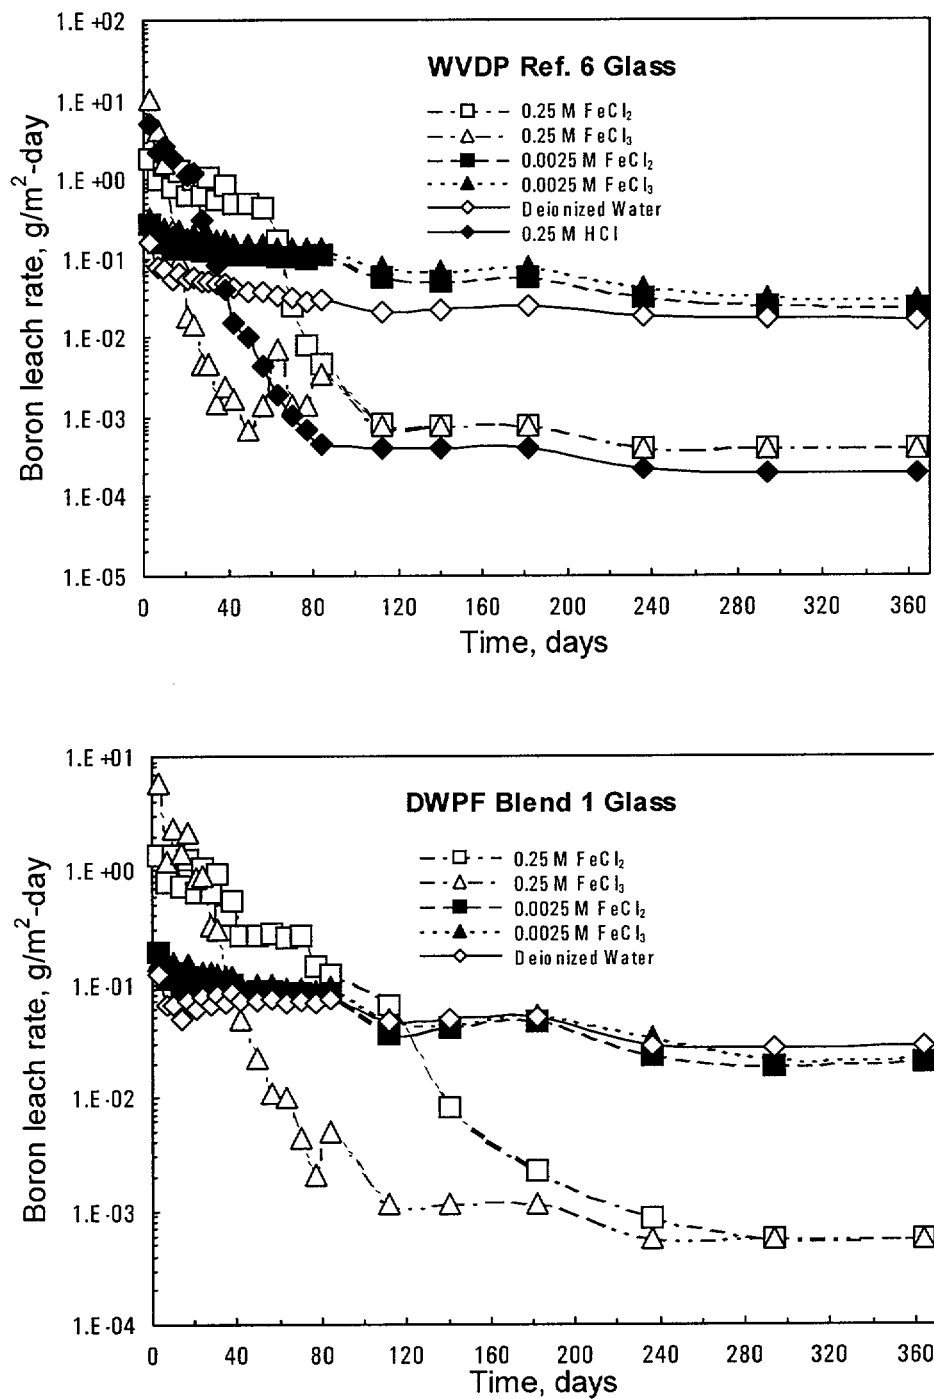 1.E +02
WVDP Ref. 6 Glass
0.25 M FeCl₂
0.25 M FeCl₃
0.0025 M FeCl₂
0.0025 M FeCl₃
Deionized Water
0.25 M HCl
1.E +01
1.E +00
1.E -01
1.E -02
1.E -03
1.E -04
1.E -05
Boron leach rate, g/m²-day
0 40 80 120 160 200 240 280 320 360
Time, days
1.E +01
DWPF Blend 1 Glass
0.25 M FeCl₂
0.25 M FeCl₃
0.0025 M FeCl₂
0.0025 M FeCl₃
Deionized Water
1.E +00
1.E -01
1.E -02
1.E -03
1.E -04
Boron leach rate, g/m²-day
0 40 80 120 160 200 240 280 320 360
Time, days